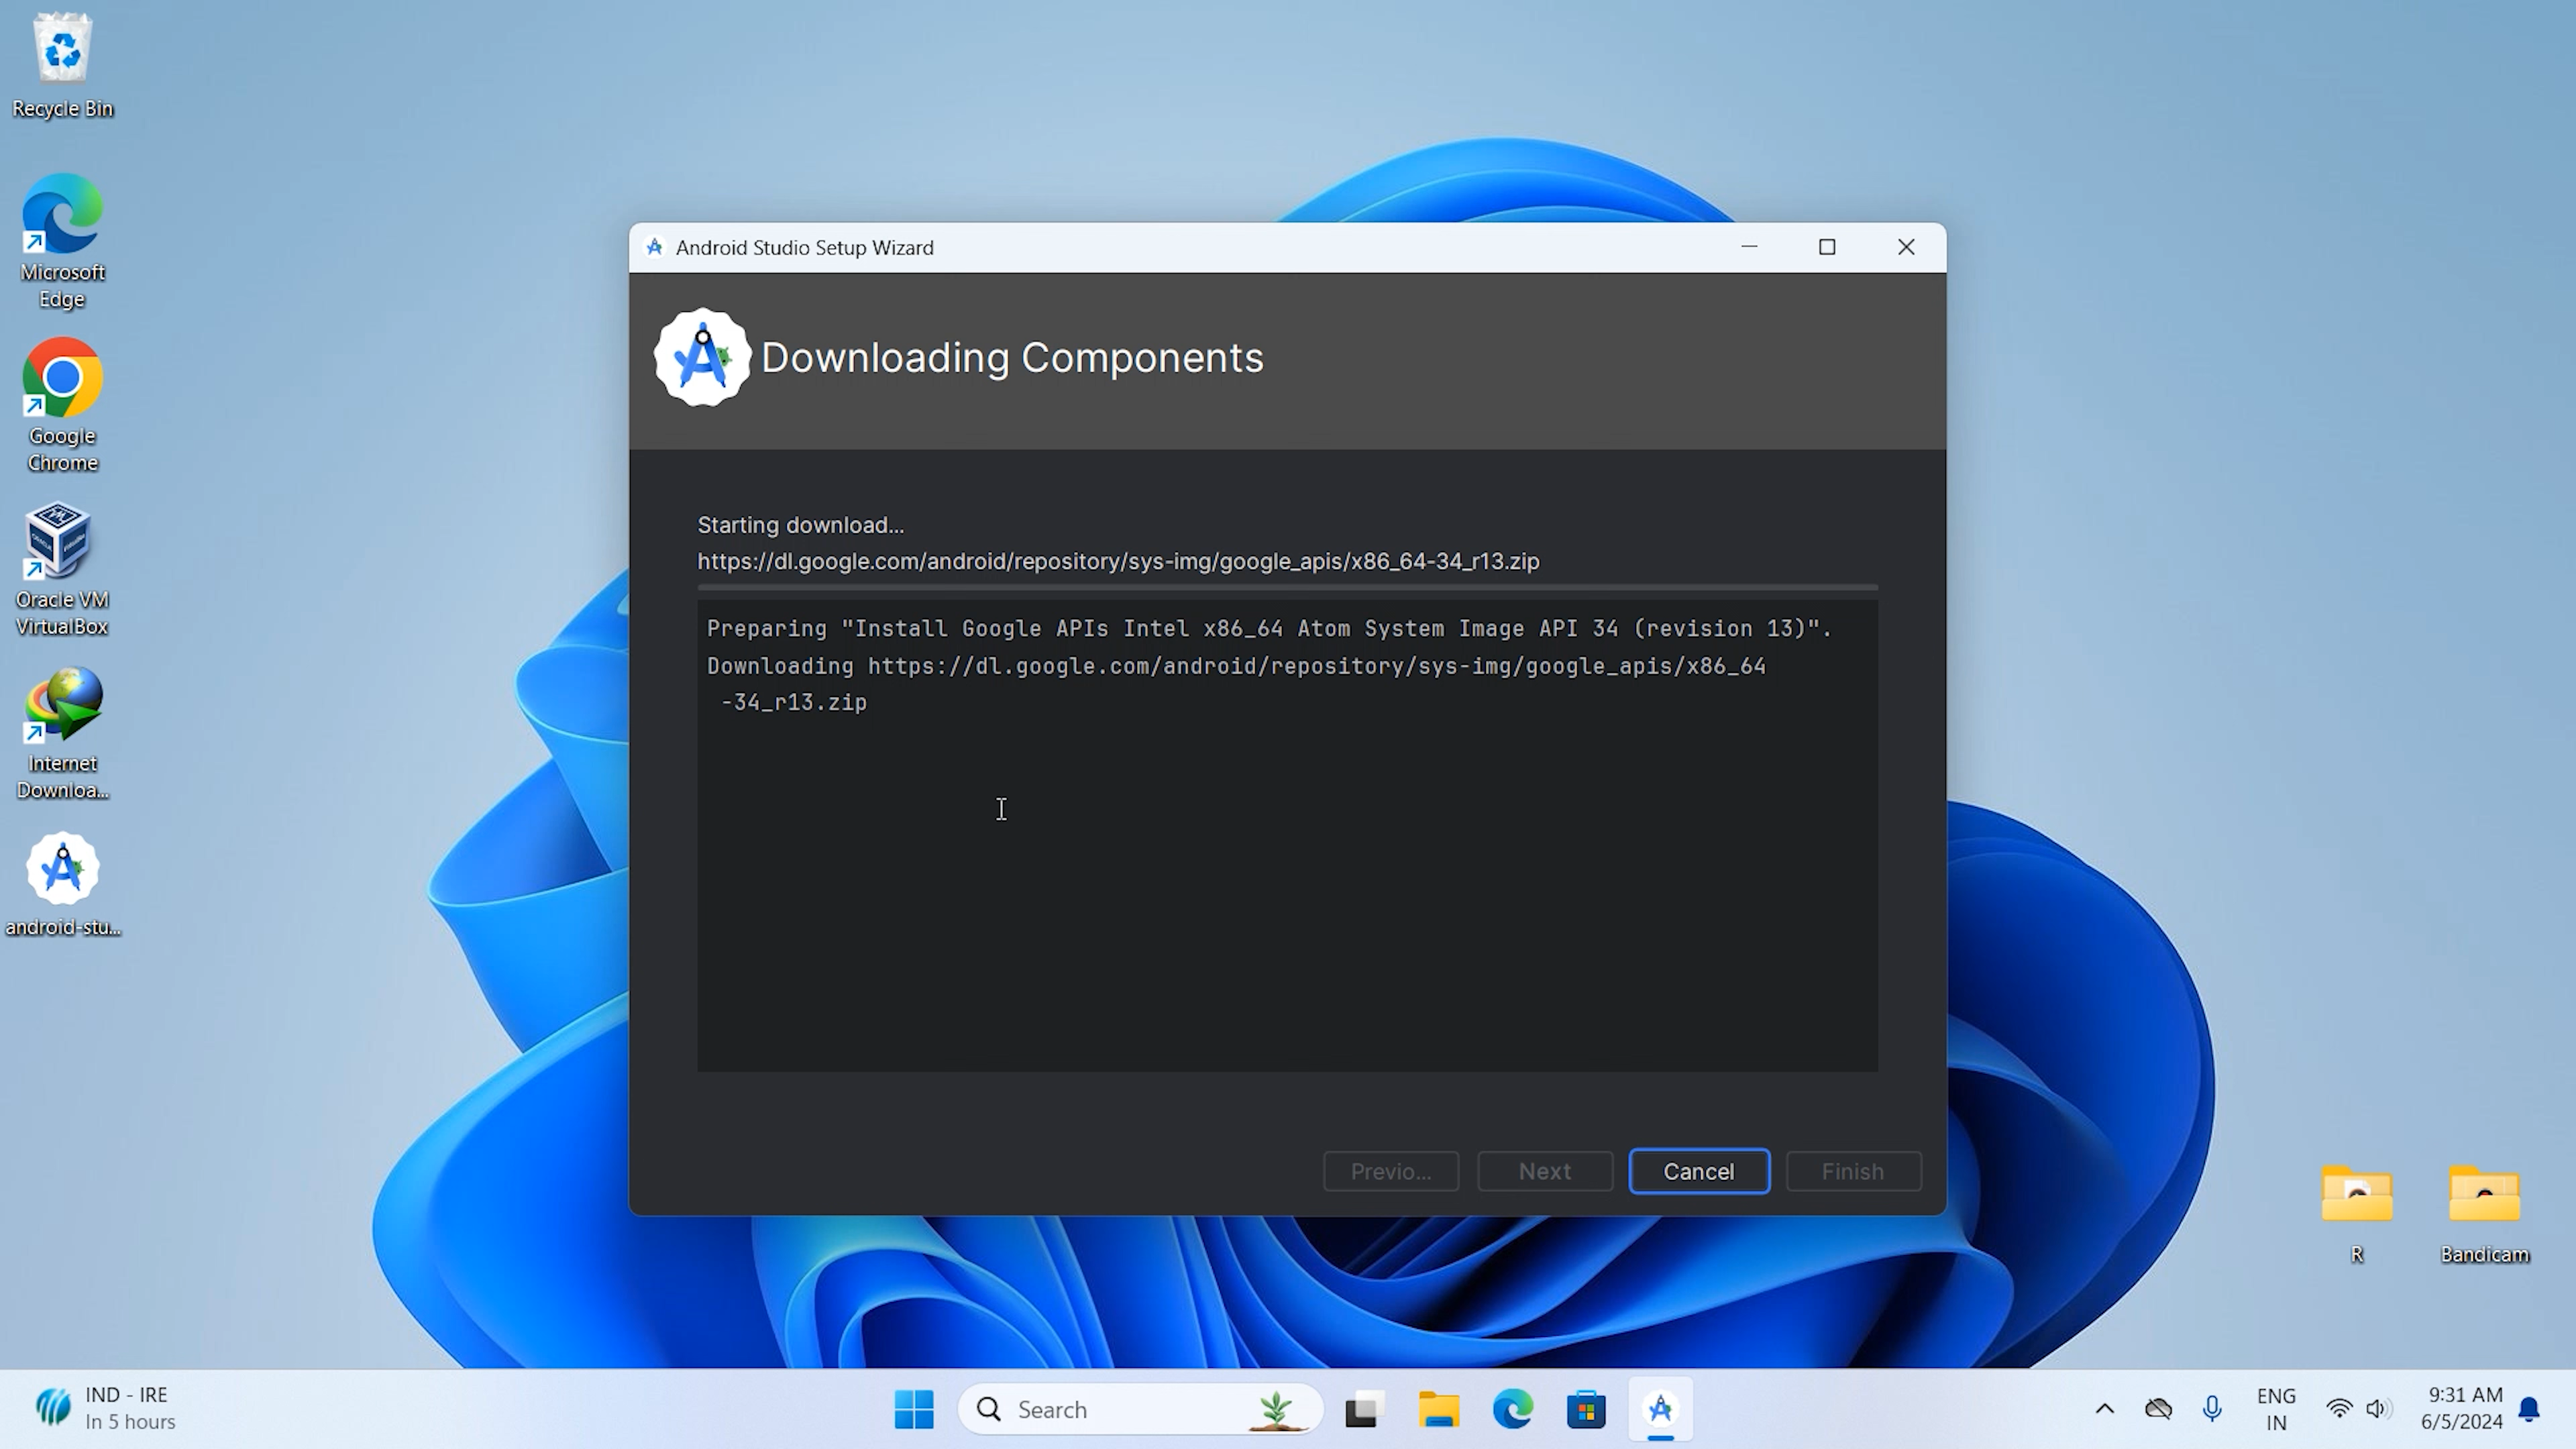 Recycle Bin
Microsoft
Edge
Google
Chrome
Oracle VM
VirtualBox
Internet
Downloa...
android-stu...
Android Studio Setup Wizard
Downloading Components
Starting download...
https://dl.google.com/android/repository/sys-img/google_apis/x86_64-34_r13.zip
Preparing "Install Google APIs Intel x86_64 Atom System Image API 34 (revision 13)".
Downloading https://dl.google.com/android/repository/sys-img/google_apis/x86_64
-34_r13.zip
Previo...
Next
Cancel
Finish
R
Bandicam
IND - IRE
In 5 hours
Search
ENG
IN
9:31 AM
6/5/2024